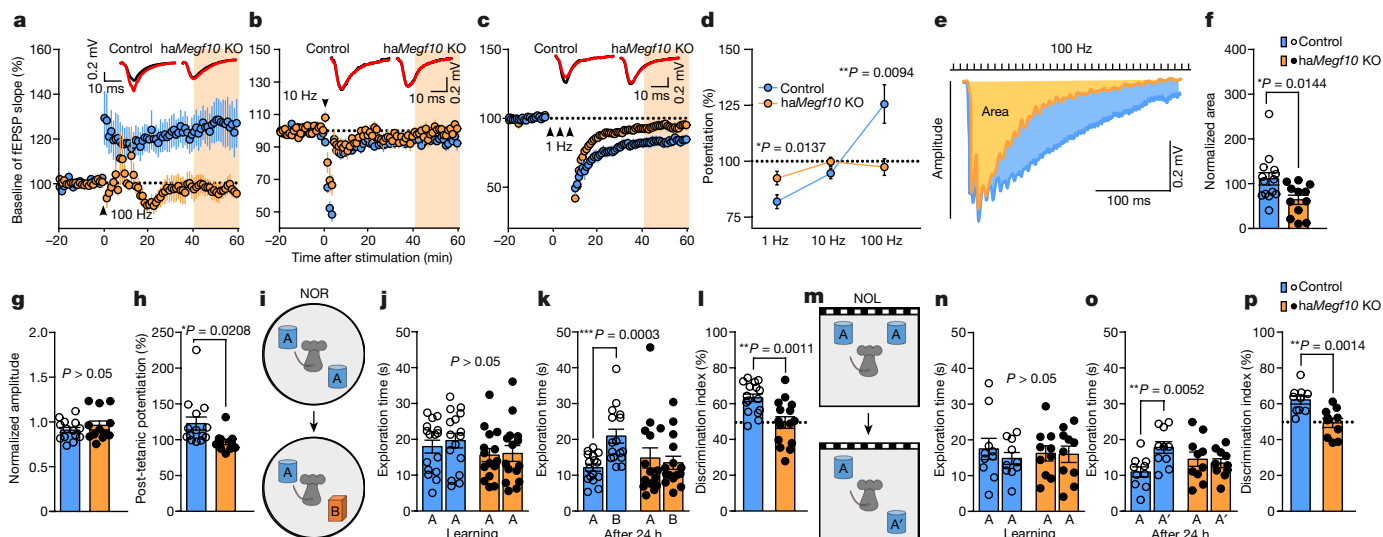 a
Baseline of fEPSP slope (%)
160
140
120
100
80
–20
0
20
40
60
Control
haMegf10 KO
0.2 mV
10 ms
100 Hz
b
150
130
110
90
70
50
–20
0
20
40
60
Control
haMegf10 KO
10 Hz
10 ms
0.2 mV
Time after stimulation (min)
c
150
100
50
–20
0
20
40
60
Control
haMegf10 KO
1 Hz
10 ms
0.2 mV
d
Potentiation (%)
150
125
100
75
1 Hz
10 Hz
100 Hz
**P = 0.0094
Control
haMegf10 KO
*P = 0.0137
e
100 Hz
Amplitude
Area
0.2 mV
100 ms
f
Normalized area
400
300
200
100
0
Control
haMegf10 KO
*P = 0.0144
g
Normalized amplitude
2.0
1.5
1.0
0.5
0
P > 0.05
h
Post-tetanic potentiation (%)
250
200
150
100
50
0
*P = 0.0208
i
NOR
A
A
A
B
j
Exploration time (s)
50
40
30
20
10
0
P > 0.05
A A A A
Learning
k
Exploration time (s)
50
40
30
20
10
0
***P = 0.0003
A B A B
After 24 h
l
Discrimination index (%)
100
80
60
40
20
0
**P = 0.0011
m
NOL
A
A
A
A′
n
Exploration time (s)
50
40
30
20
10
0
P > 0.05
A A A A
Learning
o
Exploration time (s)
50
40
30
20
10
0
**P = 0.0052
A A′ A A′
After 24 h
p
Discrimination index (%)
100
80
60
40
20
0
Control
haMegf10 KO
**P = 0.0014